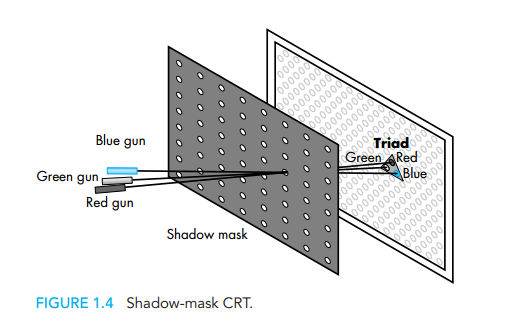 Triad
Green Red
Blue
Blue gun
Green gun
Red gun
Shadow mask
FIGURE 1.4 Shadow-mask CRT.